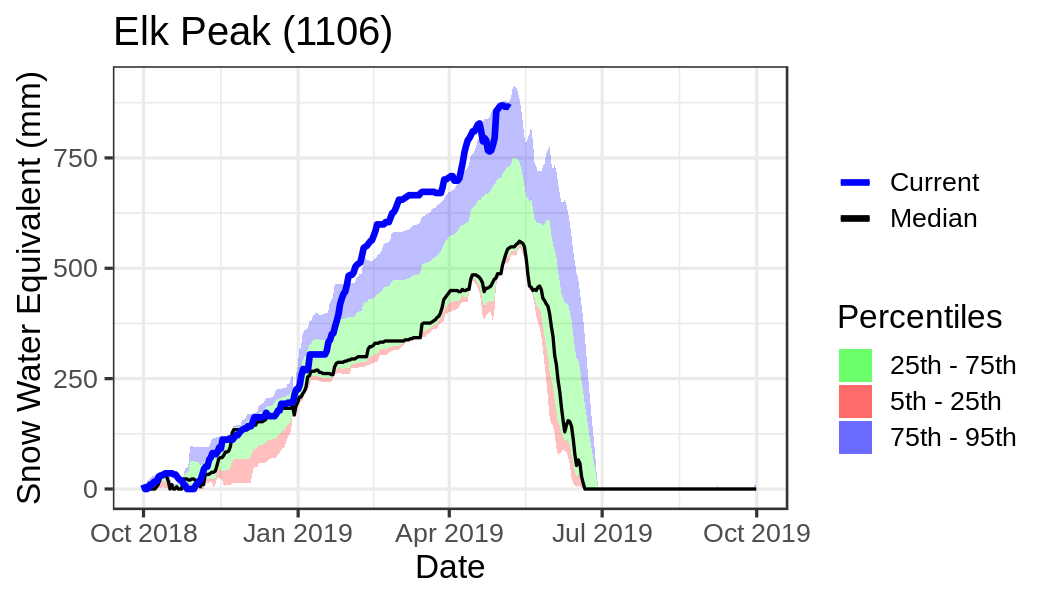 Elk Peak (1106)
Snow Water Equivalent (mm)
750
500
250
0
Oct 2018
Jan 2019
Apr 2019
Jul 2019
Oct 2019
Date
Current
Median
Percentiles
25th - 75th
5th - 25th
75th - 95th